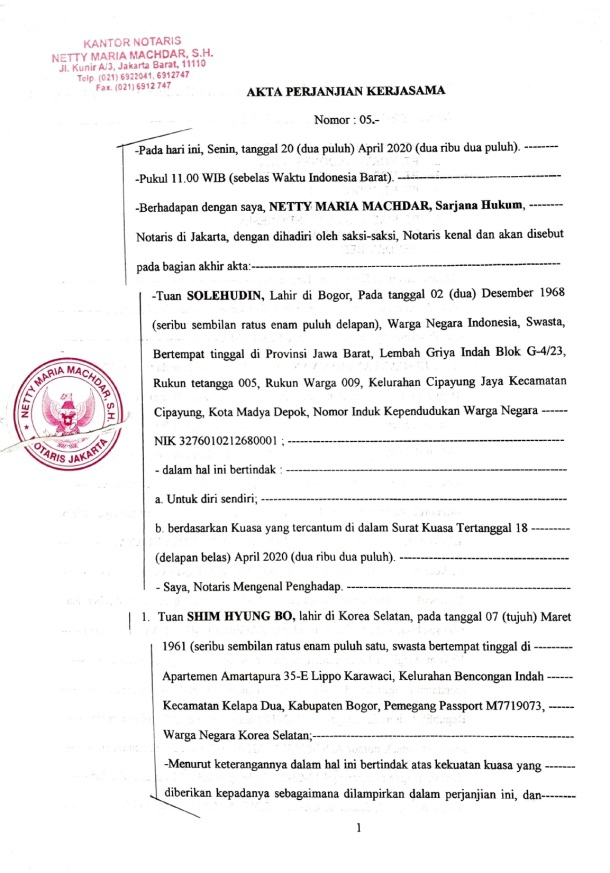 KANTOR NOTARIS
NETTY MARIA MACHDAR, S.H.
Jl. Kunir A/3, Jakarta Barat, 11110
Telp. (021) 6922041, 6912747
Fax. (021) 6912 747
AKTA PERJANJIAN KERJASAMA
Nomor : 05.-
-Pada hari ini, Senin, tanggal 20 (dua puluh) April 2020 (dua ribu dua puluh). --------
-Pukul 11.00 WIB (sebelas Waktu Indonesia Barat). ------------------------------------
-Berhadapan dengan saya, NETTY MARIA MACHDAR, Sarjana Hukum, --------
Notaris di Jakarta, dengan dihadiri oleh saksi-saksi, Notaris kenal dan akan disebut
pada bagian akhir akta:--------------------------------------------------------------------
-Tuan SOLEHUDIN, Lahir di Bogor, Pada tanggal 02 (dua) Desember 1968
(seribu sembilan ratus enam puluh delapan), Warga Negara Indonesia, Swasta,
Bertempat tinggal di Provinsi Jawa Barat, Lembah Griya Indah Blok G-4/23,
Rukun tetangga 005, Rukun Warga 009, Kelurahan Cipayung Jaya Kecamatan
Cipayung, Kota Madya Depok, Nomor Induk Kependudukan Warga Negara ------
NIK 3276010212680001 ; -------------------------------------------------------------
- dalam hal ini bertindak : --------------------------------------------------------------
a. Untuk diri sendiri; --------------------------------------------------------------------
b. berdasarkan Kuasa yang tercantum di dalam Surat Kuasa Tertanggal 18 ---------
(delapan belas) April 2020 (dua ribu dua puluh). -------------------------------------
- Saya, Notaris Mengenal Penghadap. -------------------------------------------------
NETTY MARIA MACHDAR, S.H.
NOTARIS JAKARTA
1. Tuan SHIM HYUNG BO, lahir di Korea Selatan, pada tanggal 07 (tujuh) Maret
1961 (seribu sembilan ratus enam puluh satu, swasta bertempat tinggal di ---------
Apartemen Amartapura 35-E Lippo Karawaci, Kelurahan Bencongan Indah ------
Kecamatan Kelapa Dua, Kabupaten Bogor, Pemegang Passport M7719073, ------
Warga Negara Korea Selatan;----------------------------------------------------------
-Menurut keterangannya dalam hal ini bertindak atas kekuatan kuasa yang -------
diberikan kepadanya sebagaimana dilampirkan dalam perjanjian ini, dan--------
1